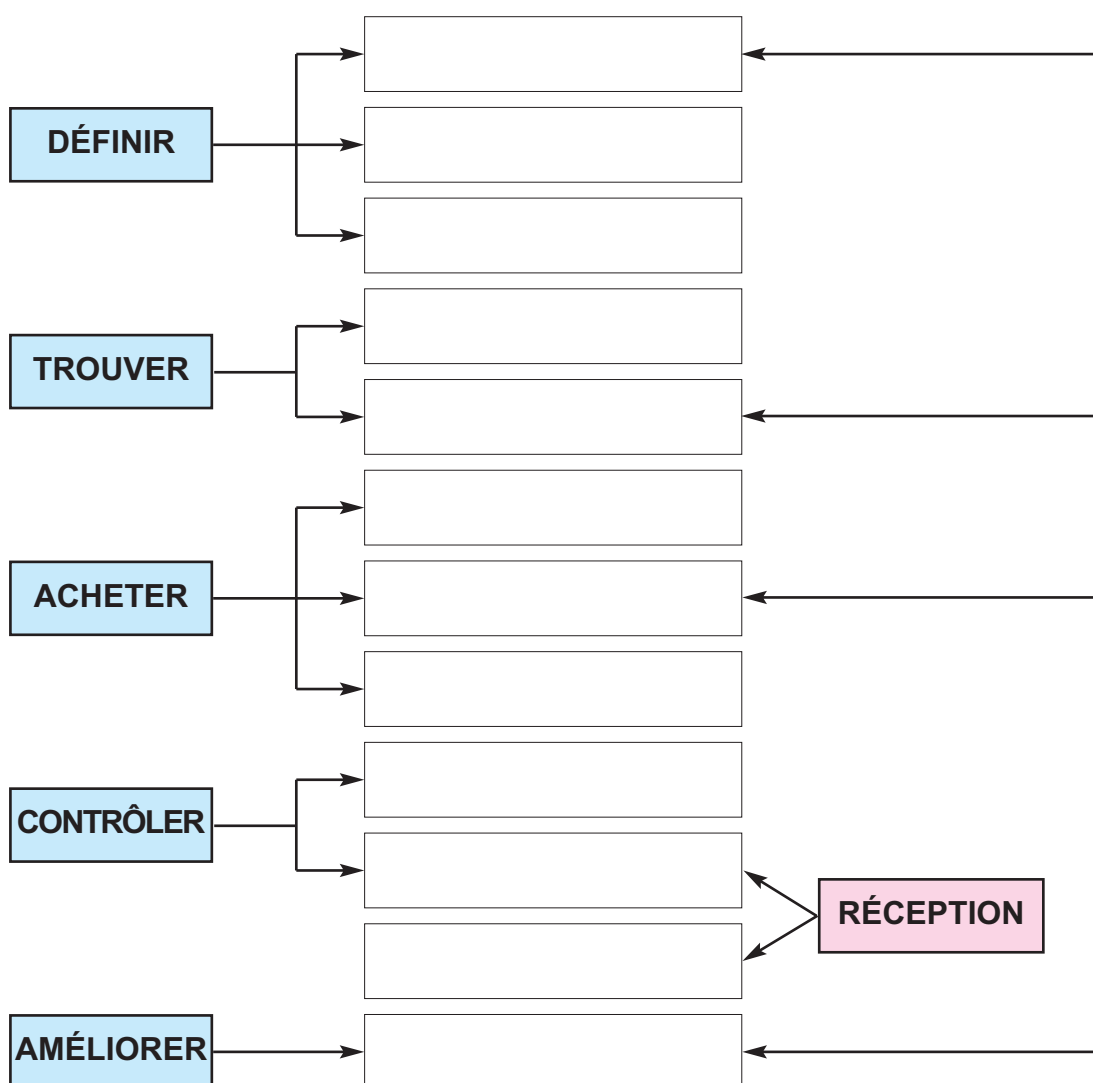 DÉFINIR
TROUVER
ACHETER
CONTRÔLER
RÉCEPTION
AMÉLIORER